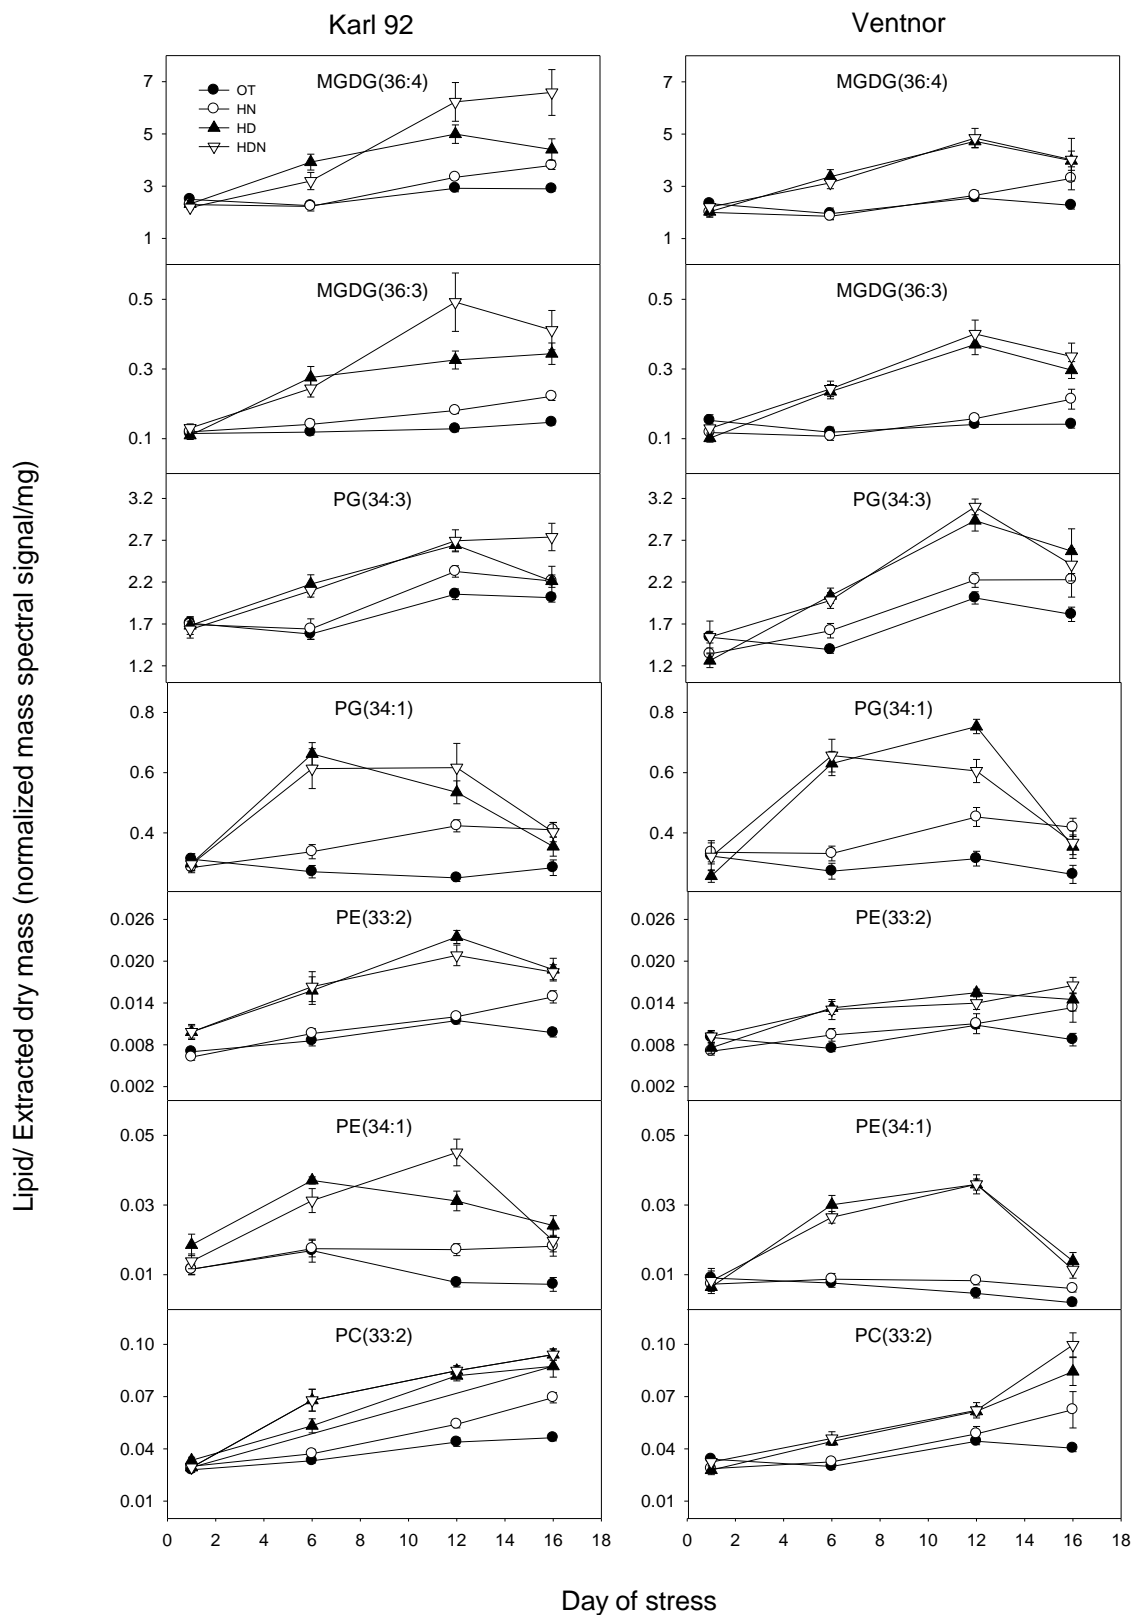 Karl 92
Ventnor
MGDG(36:4)
MGDG(36:4)
7
5
3
1
OT
HN
HD
HDN
7
5
3
1
MGDG(36:3)
MGDG(36:3)
0.5
0.3
0.1
0.5
0.3
0.1
PG(34:3)
PG(34:3)
3.2
2.7
2.2
1.7
1.2
3.2
2.7
2.2
1.7
1.2
PG(34:1)
PG(34:1)
0.8
0.6
0.4
0.8
0.6
0.4
PE(33:2)
PE(33:2)
0.026
0.020
0.014
0.008
0.002
0.026
0.020
0.014
0.008
0.002
PE(34:1)
PE(34:1)
0.05
0.03
0.01
0.05
0.03
0.01
PC(33:2)
PC(33:2)
0.10
0.07
0.04
0.01
0.10
0.07
0.04
0.01
0 2 4 6 8 10 12 14 16 18
0 2 4 6 8 10 12 14 16 18
Lipid/ Extracted dry mass (normalized mass spectral signal/mg)
Day of stress